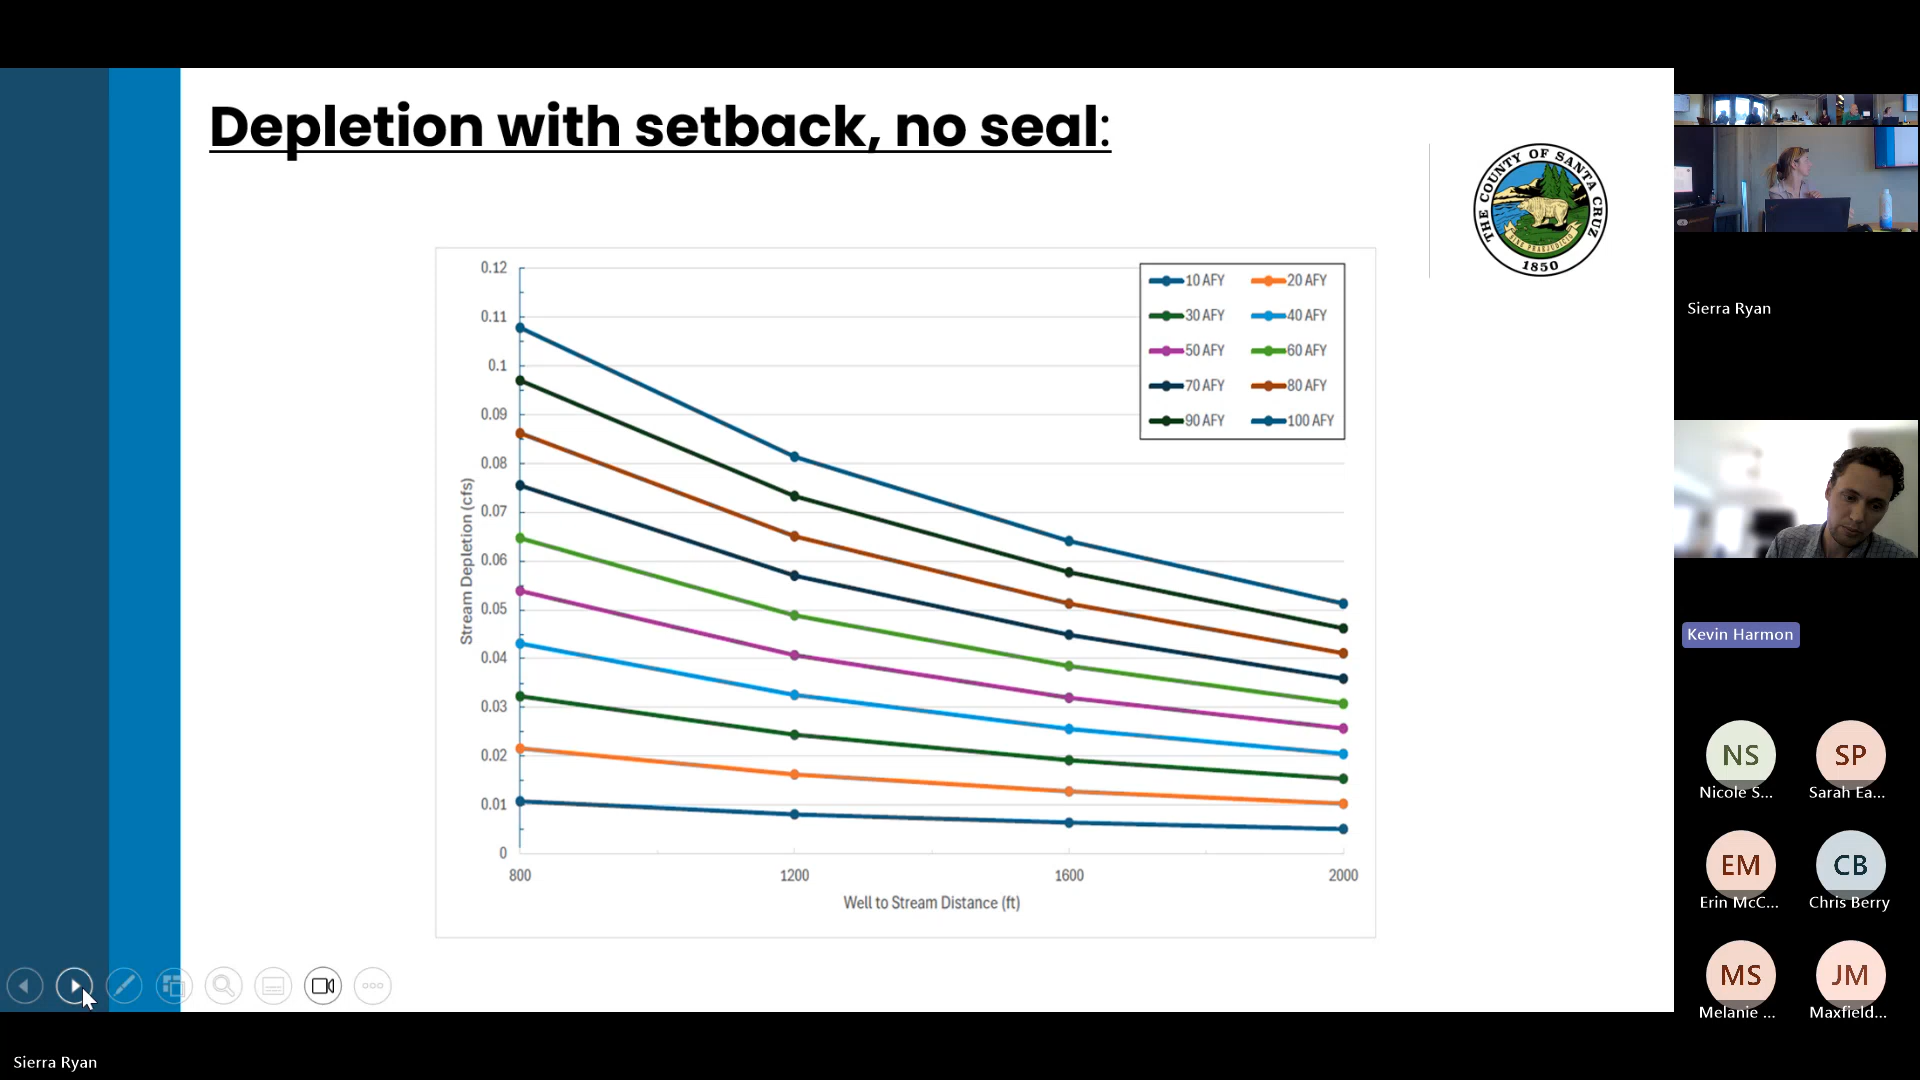 Depletion with setback, no seal:
THE COUNTY OF SANTA CRUZ
1850
0.12
0.11
0.1
0.09
0.08
0.07
0.06
0.05
0.04
0.03
0.02
0.01
0
Stream Depletion (cfs)
10 AFY 20 AFY
30 AFY 40 AFY
50 AFY 60 AFY
70 AFY 80 AFY
90 AFY 100 AFY
800 1200 1600 2000
Well to Stream Distance (ft)
Sierra Ryan
Kevin Harmon
NS SP
Nicole S... Sarah Ea...
EM CB
Erin McC... Chris Berry
MS JM
Melanie ... Maxfield...
Sierra Ryan